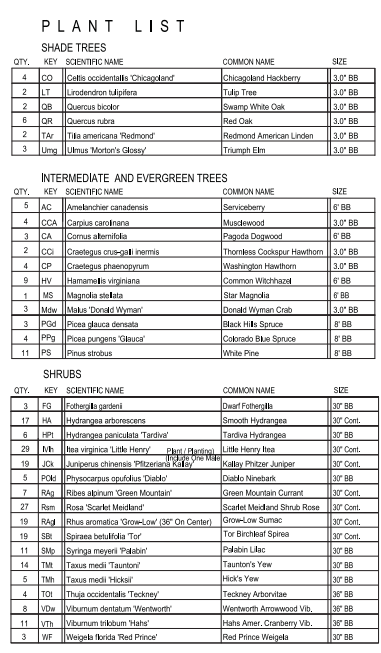 PLANT LIST
SHADE TREES
QTY. KEY SCIENTIFIC NAME COMMON NAME SIZE
4 CO Celtis occidentallis 'Chicagoland' Chicagoland Hackberry 3.0" BB
2 LT Lirodendron tulipifera Tulip Tree 3.0" BB
2 QB Quercus bicolor Swamp White Oak 3.0" BB
6 QR Quercus rubra Red Oak 3.0" BB
2 TAr Tilia americana 'Redmond' Redmond American Linden 3.0" BB
3 Umg Ulmus 'Morton's Glossy' Triumph Elm 3.0" BB
INTERMEDIATE AND EVERGREEN TREES
QTY. KEY SCIENTIFIC NAME COMMON NAME SIZE
5 AC Amelanchier canadensis Serviceberry 6' BB
4 CCA Carpius carolinana Musclewood 3.0" BB
3 CA Cornus alternifolia Pagoda Dogwood 6' BB
2 CCi Craetegus crus-galli inermis Thornless Cockspur Hawthorn 3.0" BB
4 CP Craetegus phaenopyrum Washington Hawthorn 3.0" BB
9 HV Hamamelis virginiana Common Witchhazel 6' BB
1 MS Magnolia stellata Star Magnolia 6' BB
3 Mdw Malus 'Donald Wyman' Donald Wyman Crab 3.0" BB
3 PGd Picea glauca densata Black Hills Spruce 8' BB
4 PPg Picea pungens 'Glauca' Colorado Blue Spruce 8' BB
11 PS Pinus strobus White Pine 8' BB
SHRUBS
QTY. KEY SCIENTIFIC NAME COMMON NAME SIZE
3 FG Fothergilla gardenii Dwarf Fothergilla 30" BB
17 HA Hydrangea arborescens Smooth Hydrangea 30" Cont.
6 HPt Hydrangea paniculata 'Tardiva' Tardiva Hydrangea 30" BB
29 IVlh Itea virginica 'Little Henry' Plant / Planting) Little Henry Itea 30" Cont.
(Include One Male
19 JCk Juniperus chinensis 'Pfitzeriana Kallay' Kallay Phitzer Juniper 30" Cont.
5 POld Physocarpus opufolius 'Diablo' Diablo Ninebark 30" BB
7 RAg Ribes alpinum 'Green Mountain' Green Mountain Currant 30" Cont.
27 Rsm Rosa 'Scarlet Meidland' Scarlet Meidland Shrub Rose 30" Cont.
19 RAgl Rhus aromatica 'Grow-Low' (36" On Center) Grow-Low Sumac 30" Cont.
19 SBt Spiraea betulifolia 'Tor' Tor Birchleaf Spirea 30" Cont.
11 SMp Syringa meyerii 'Palabin' Palabin Lilac 30" BB
14 TMt Taxus medii 'Tauntoni' Taunton's Yew 30" BB
5 TMh Taxus medii 'Hicksii' Hick's Yew 30" BB
4 TOt Thuja occidentalis 'Teckney' Teckney Arborvitae 36" BB
8 VDw Viburnum dentatum 'Wentworth' Wentworth Arrowwood Vib. 36" BB
11 VTh Viburnum trilobum 'Hahs' Hahs Amer. Cranberry Vib. 36" BB
3 WF Weigela florida 'Red Prince' Red Prince Weigela 30" BB